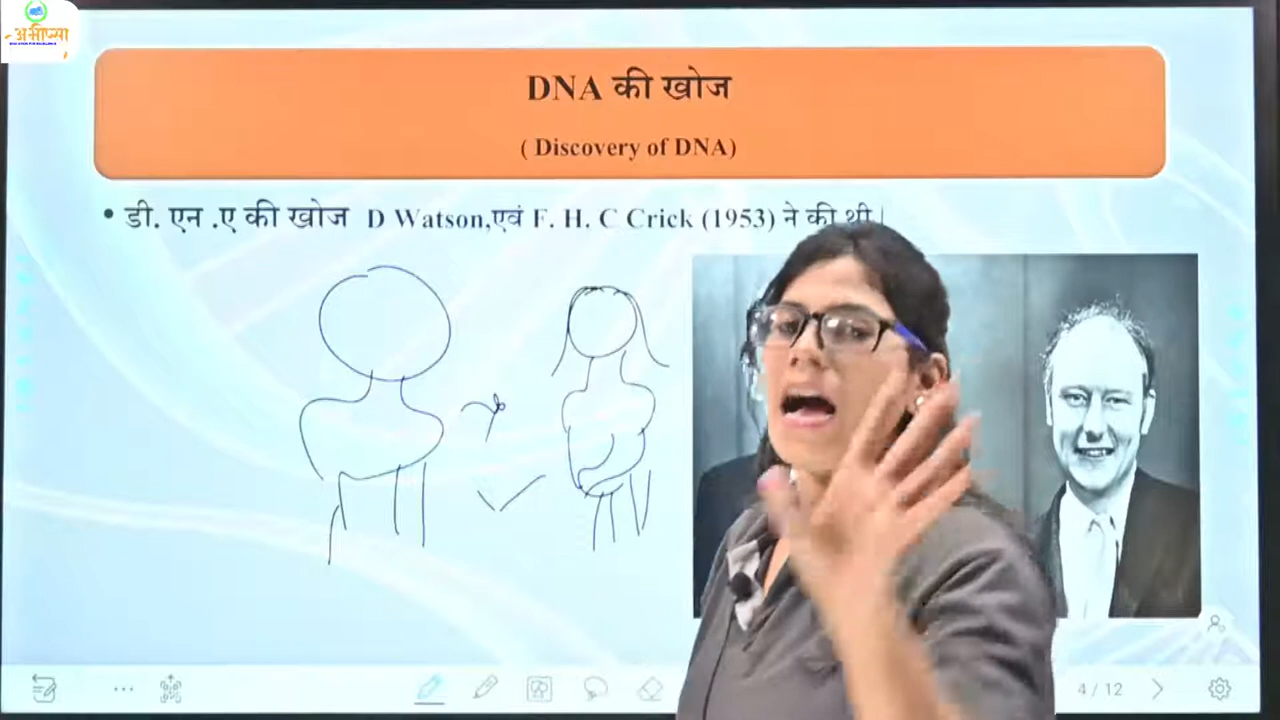 अभीप्सा
DNA की खोज
( Discovery of DNA)
• डी. एन .ए की खोज D Watson,एवं F. H. C Crick (1953) ने की थी|
4 / 12